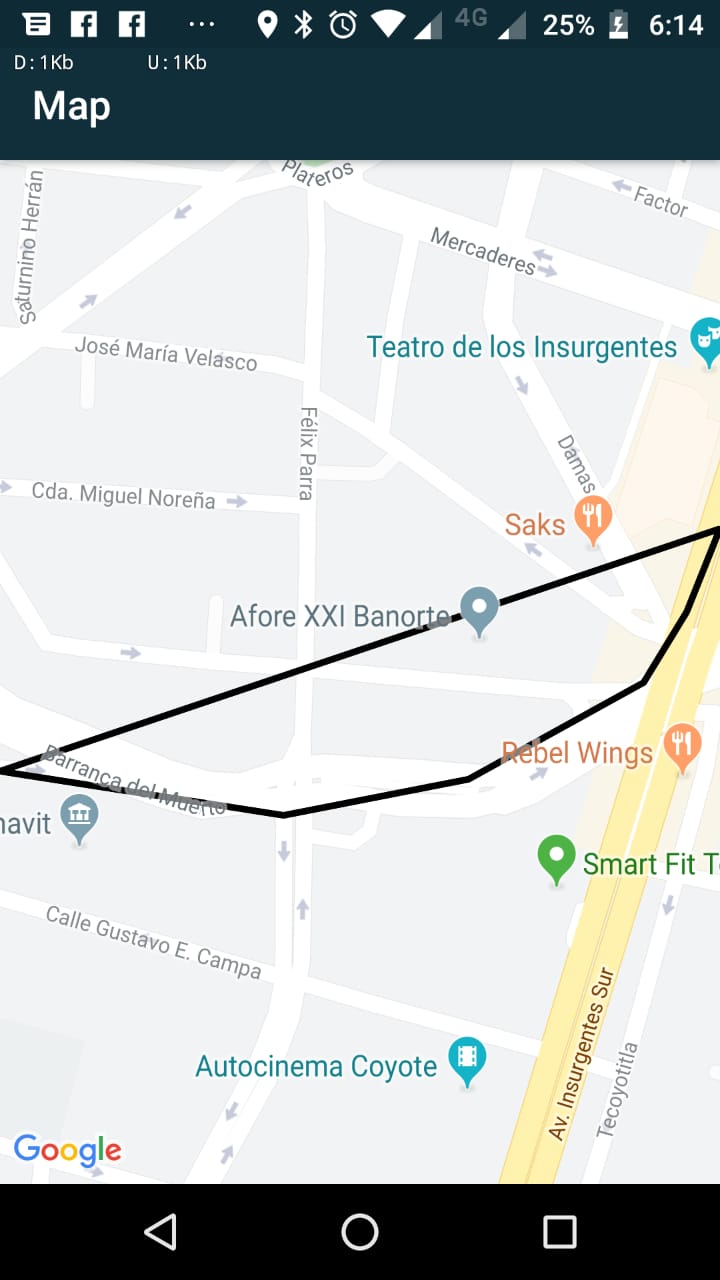 4G 25% 6:14
D:1Kb U:1Kb
Map
Plateros
Saturnino Herrán
Factor
Mercaderes
José María Velasco
Teatro de los Insurgentes
Félix Parra
Damas
Cda. Miguel Noreña
Saks
Afore XXI Banorte
Barranca del Muerto
Rebel Wings
navit
Smart Fit T
Calle Gustavo E. Campa
Autocinema Coyote
Av. Insurgentes Sur
Tecoyotitla
Google